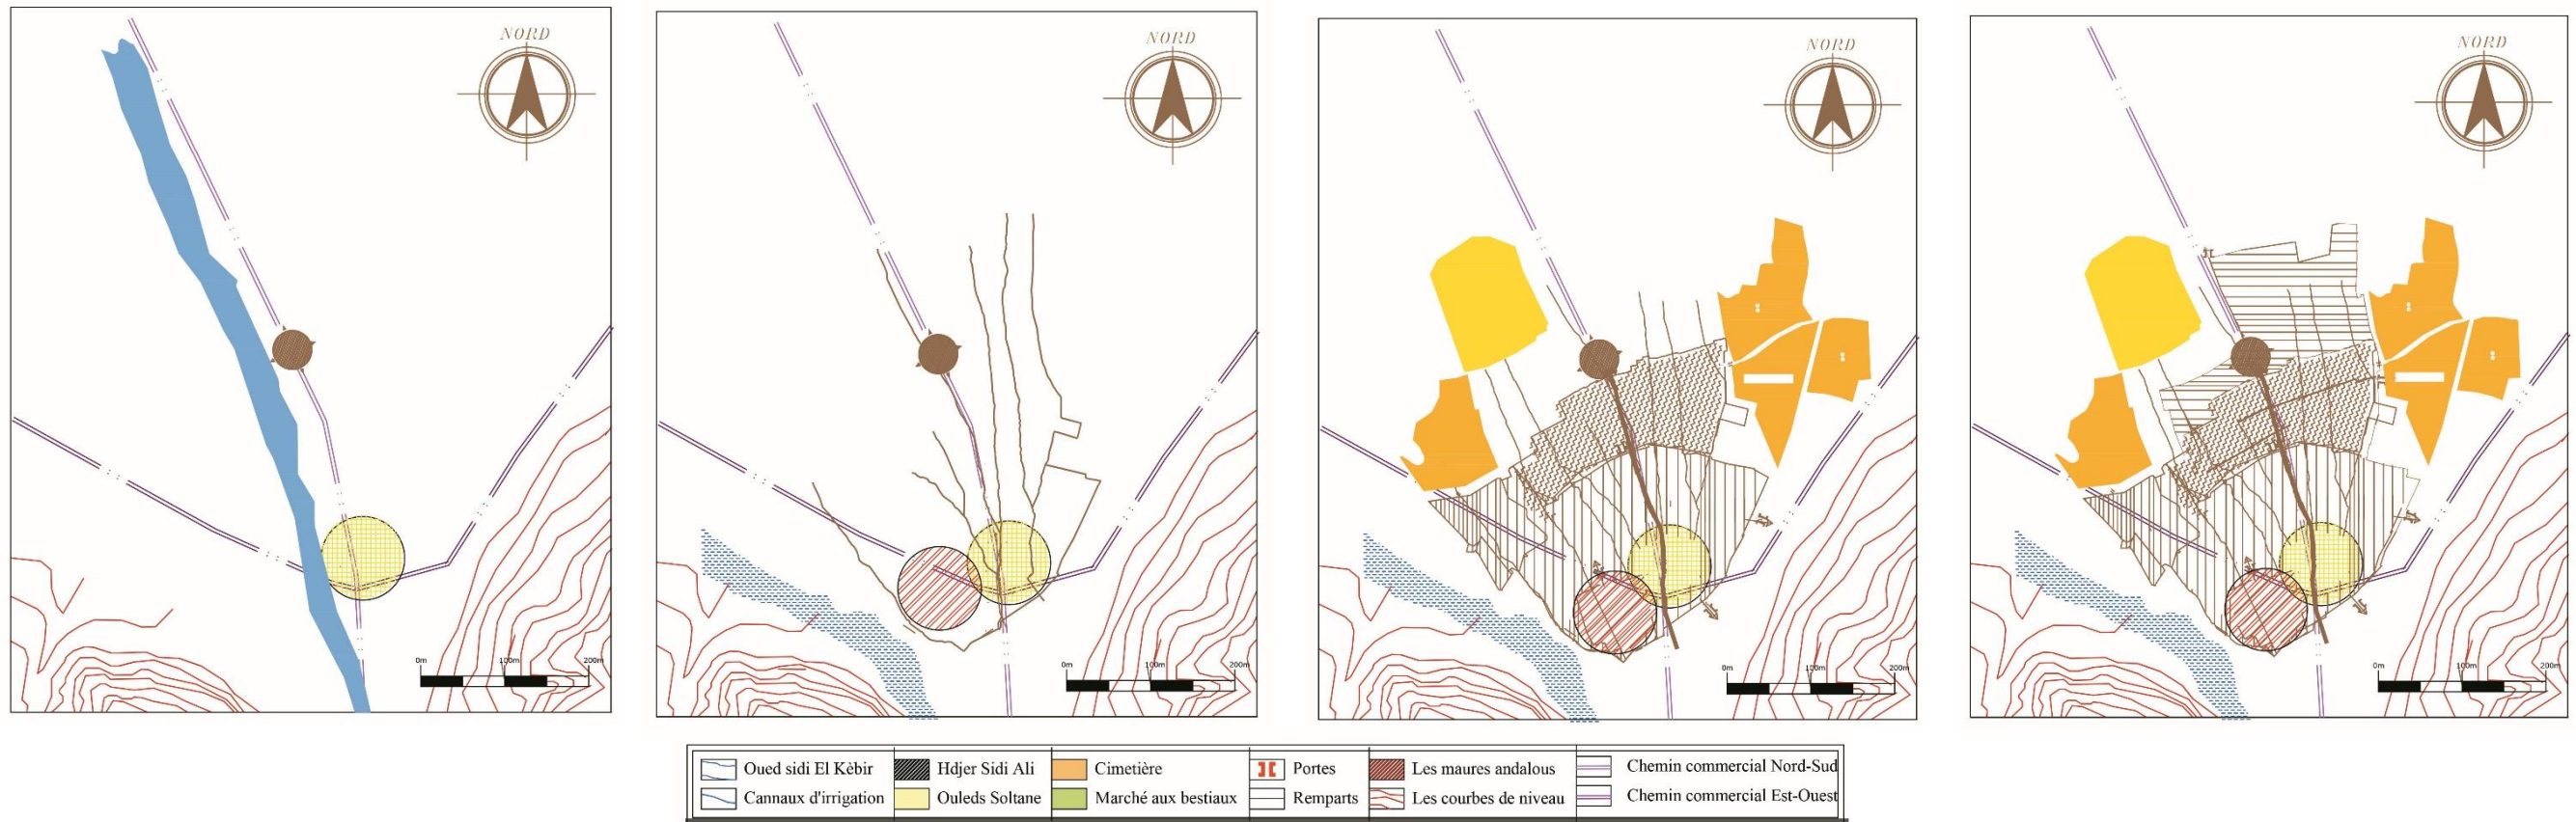 NORD
NORD
NORD
NORD
0m 100m 200m
0m 100m 200m
0m 100m 200m
0m 100m 200m
Oued sidi El Kèbir
Hdjer Sidi Ali
Cimetière
Portes
Les maures andalous
Chemin commercial Nord-Sud
Cannaux d'irrigation
Ouleds Soltane
Marché aux bestiaux
Remparts
Les courbes de niveau
Chemin commercial Est-Ouest